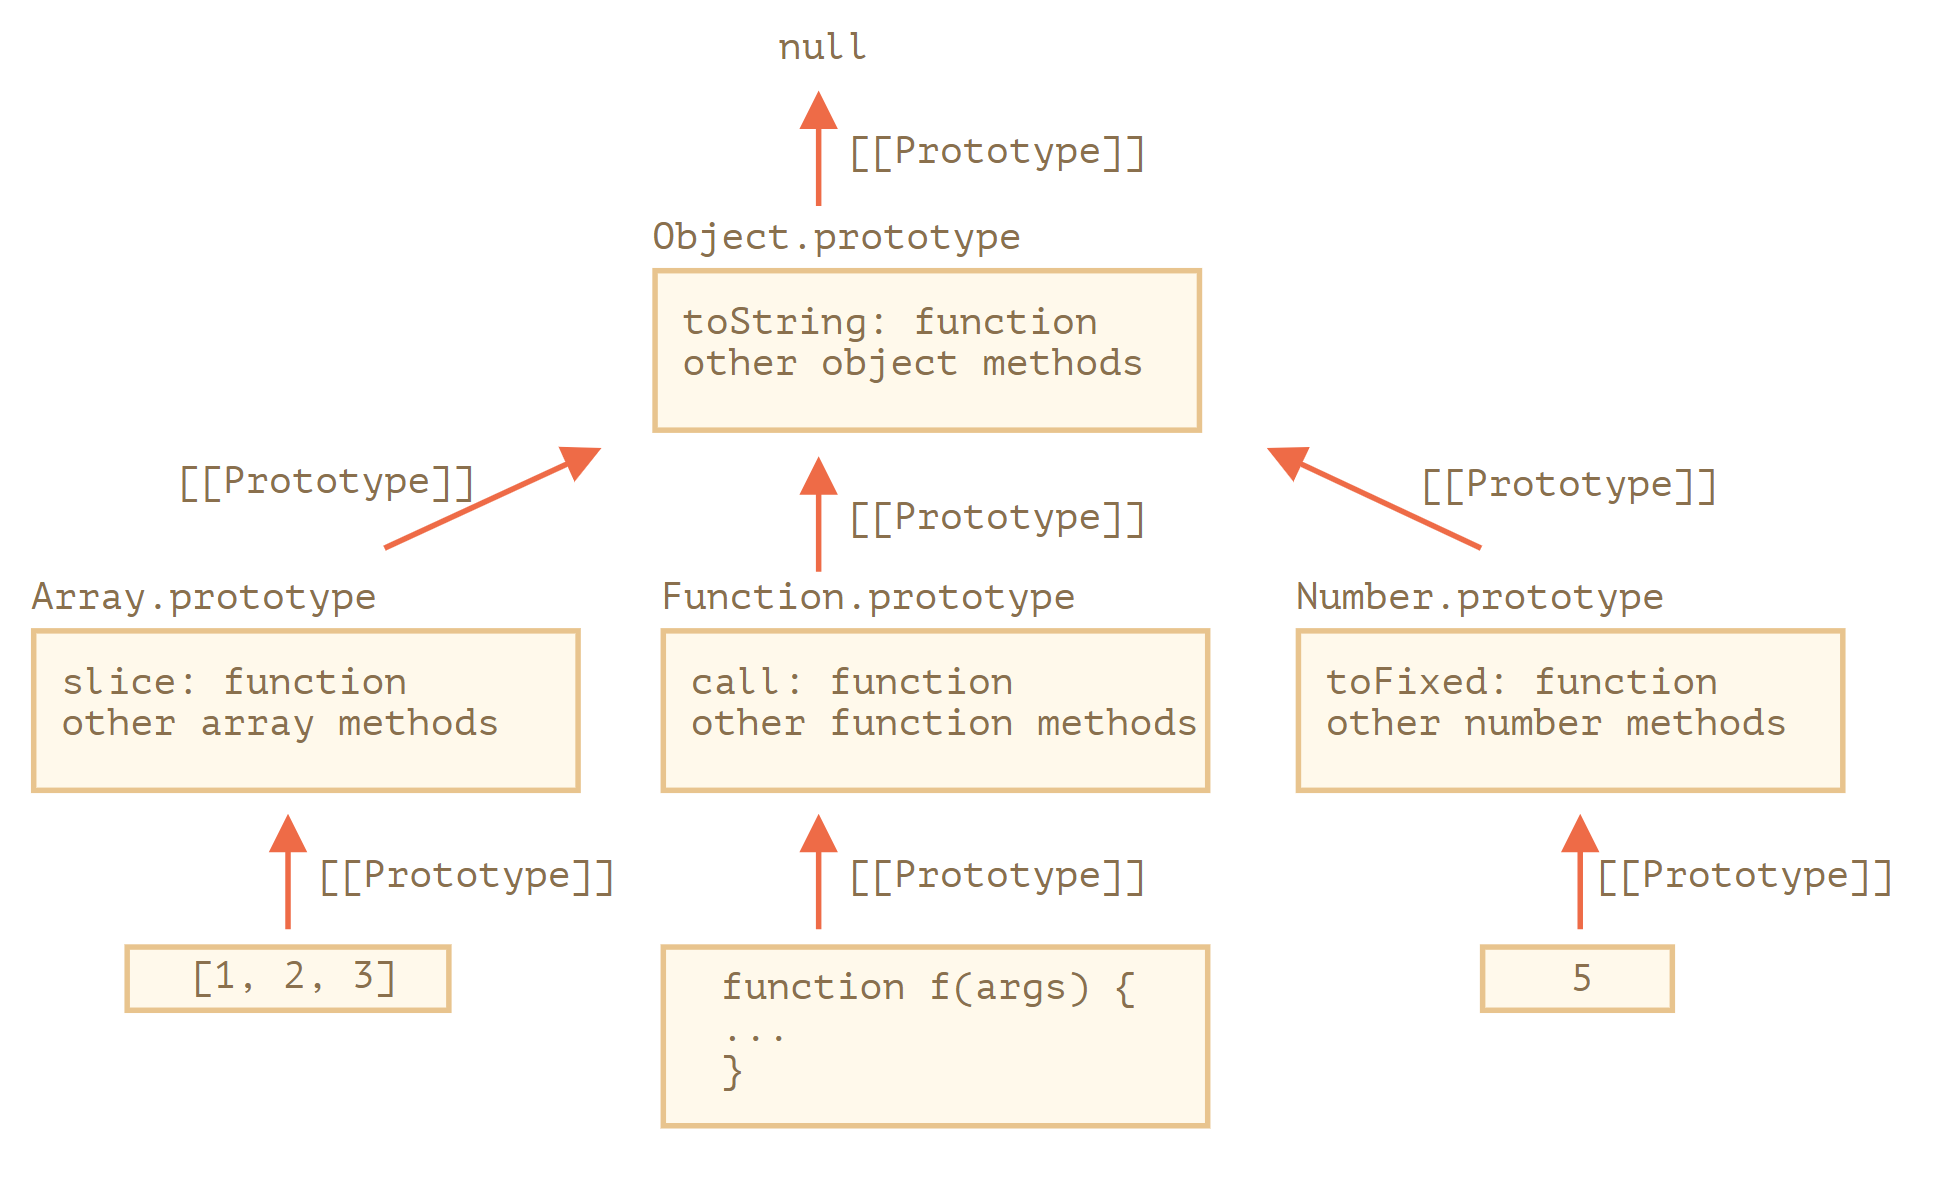 null
[[Prototype]]
Object.prototype
toString: function
other object methods
[[Prototype]]
[[Prototype]]
[[Prototype]]
Array.prototype
slice: function
other array methods
Function.prototype
call: function
other function methods
Number.prototype
toFixed: function
other number methods
[[Prototype]]
[[Prototype]]
[[Prototype]]
[1, 2, 3]
function f(args) {
...
}
5